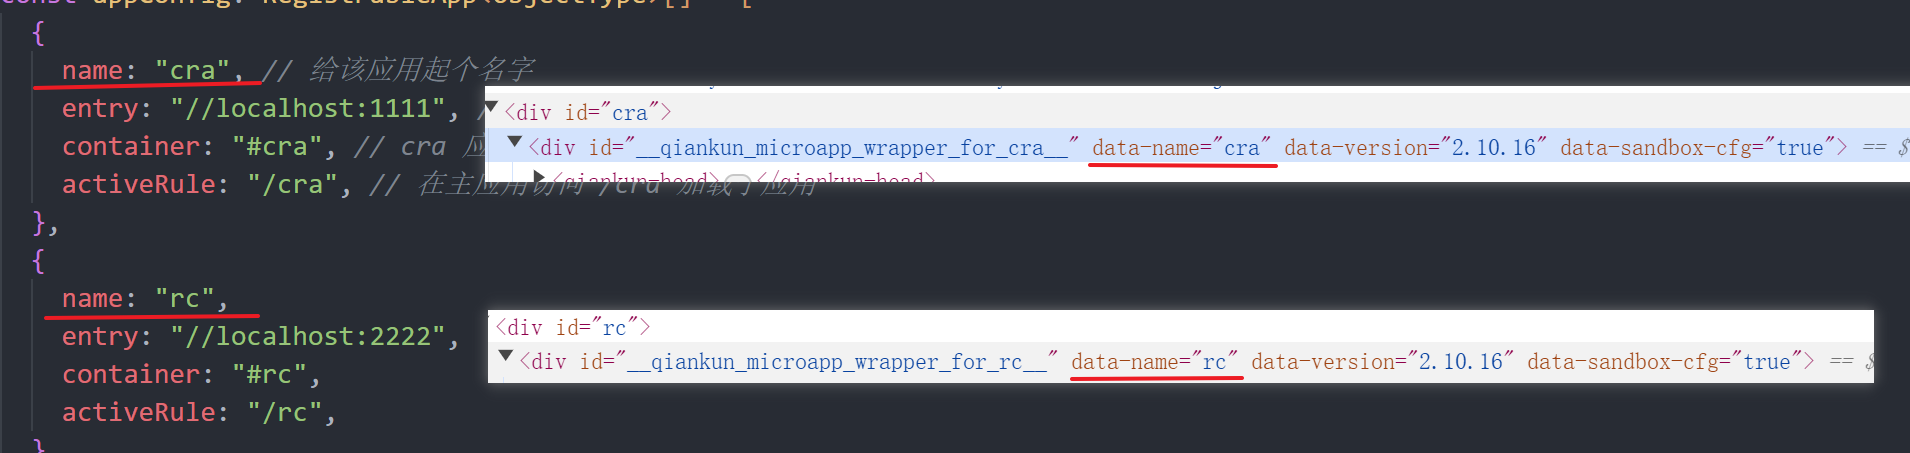 const appConfig: RegistrableApp<ObjectType>[] = [
{
name: "cra", // 给该应用起个名字
entry: "//localhost:1111", /
container: "#cra", // cra 应
activeRule: "/cra", // 在主应用访问 /cra 加载子应用
},
<div id="cra">
<div id="__qiankun_microapp_wrapper_for_cra__" data-name="cra" data-version="2.10.16" data-sandbox-cfg="true"> == $
<qiankun-head> </qiankun-head>
{
name: "rc",
entry: "//localhost:2222",
container: "#rc",
activeRule: "/rc",
}
<div id="rc">
<div id="__qiankun_microapp_wrapper_for_rc__" data-name="rc" data-version="2.10.16" data-sandbox-cfg="true"> == $